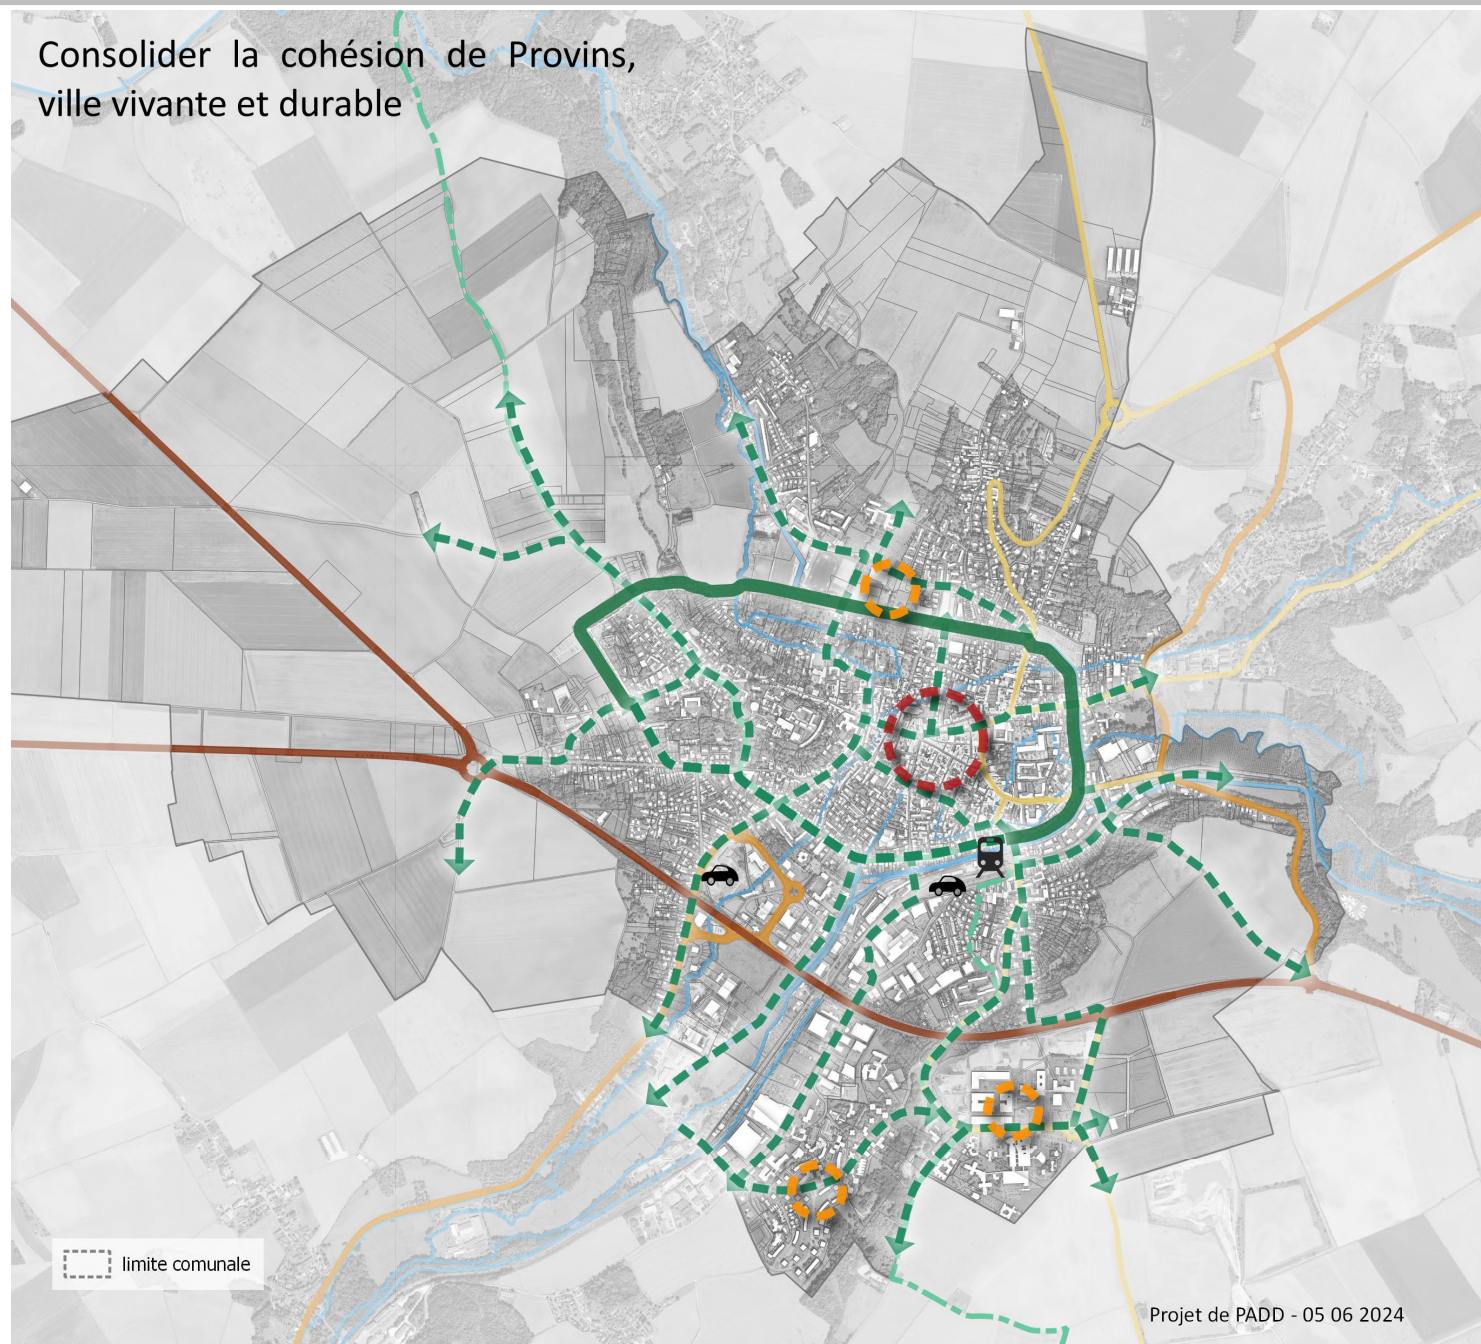 Consolider la cohésion de Provins,
ville vivante et durable
limite comunale
Projet de PADD - 05 06 2024